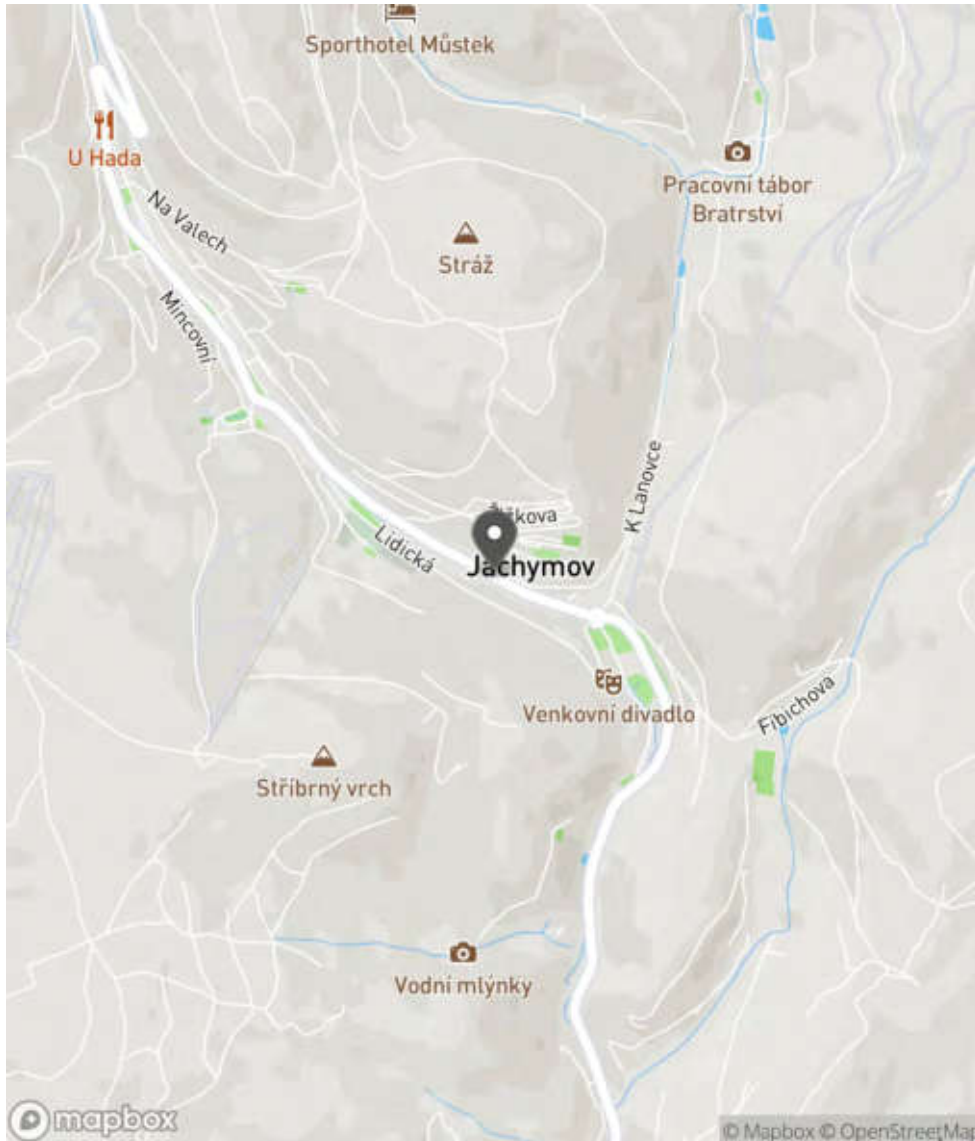 Sporthotel Můstek
U Hada
Pracovní tábor
Bratrství
Na Valech
Stráž
Mincovní
K Lanovce
Jáchymov
Lidická
Venkovní divadlo
Fibichova
Stříbrný vrch
Vodní mlýnky
mapbox
© Mapbox © OpenStreetMap